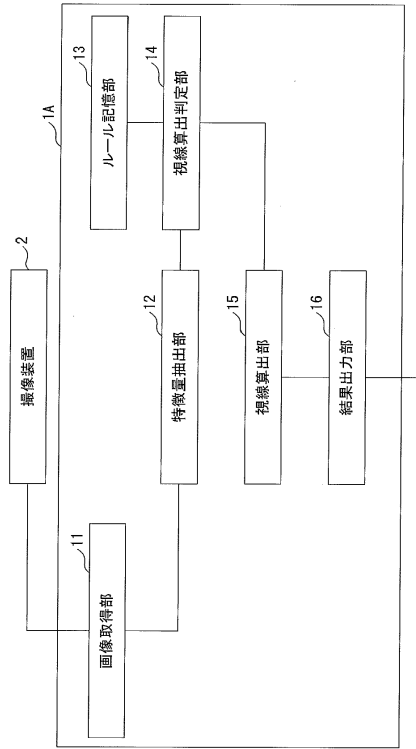 2
撮像装置
1A
11
画像取得部
12
特徴量抽出部
13
ルール記憶部
14
視線算出判定部
15
視線算出部
16
結果出力部